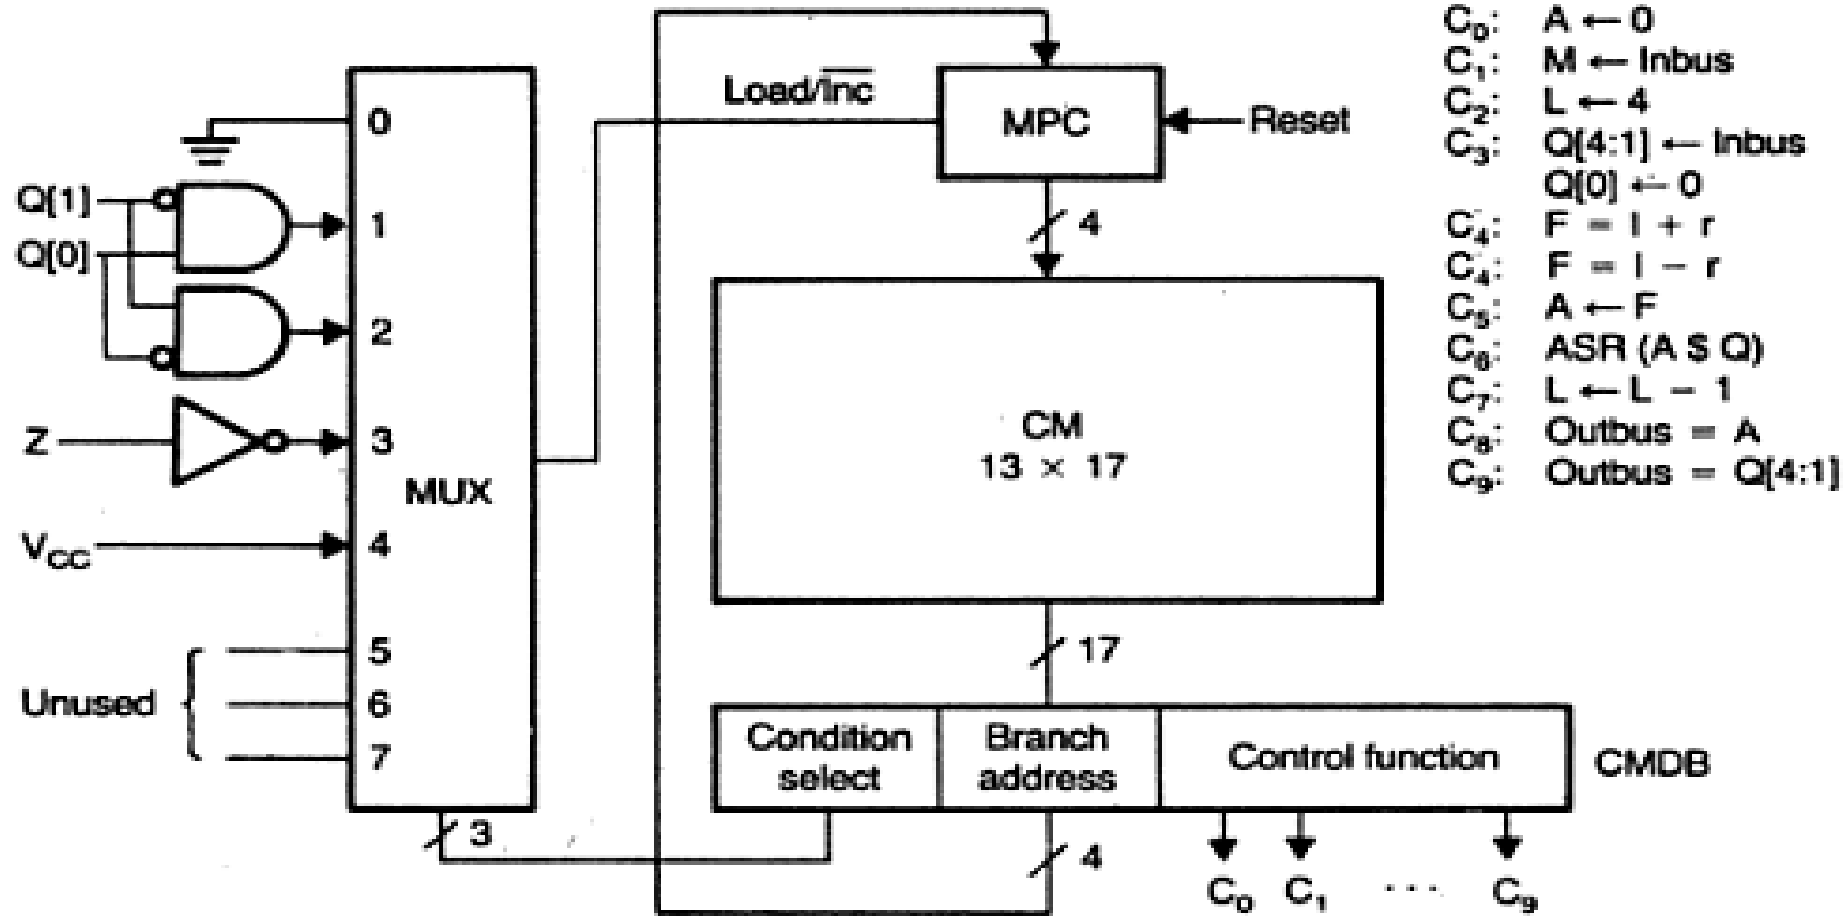 Load/Inc
MPC
Reset
0
Q[1]
1
Q[0]
2
Z
3
MUX
V_CC
4
5
Unused
6
7
3
4
CM
13 × 17
17
Condition select
Branch address
Control function
CMDB
4
C₀ C₁ ... C₉
C₀: A ← 0
C₁: M ← Inbus
C₂: L ← 4
C₃: Q[4:1] ← Inbus
Q[0] ← 0
C₄: F = l + r
C₄: F = l − r
C₅: A ← F
C₆: ASR (A $ Q)
C₇: L ← L − 1
C₈: Outbus = A
C₉: Outbus = Q[4:1]